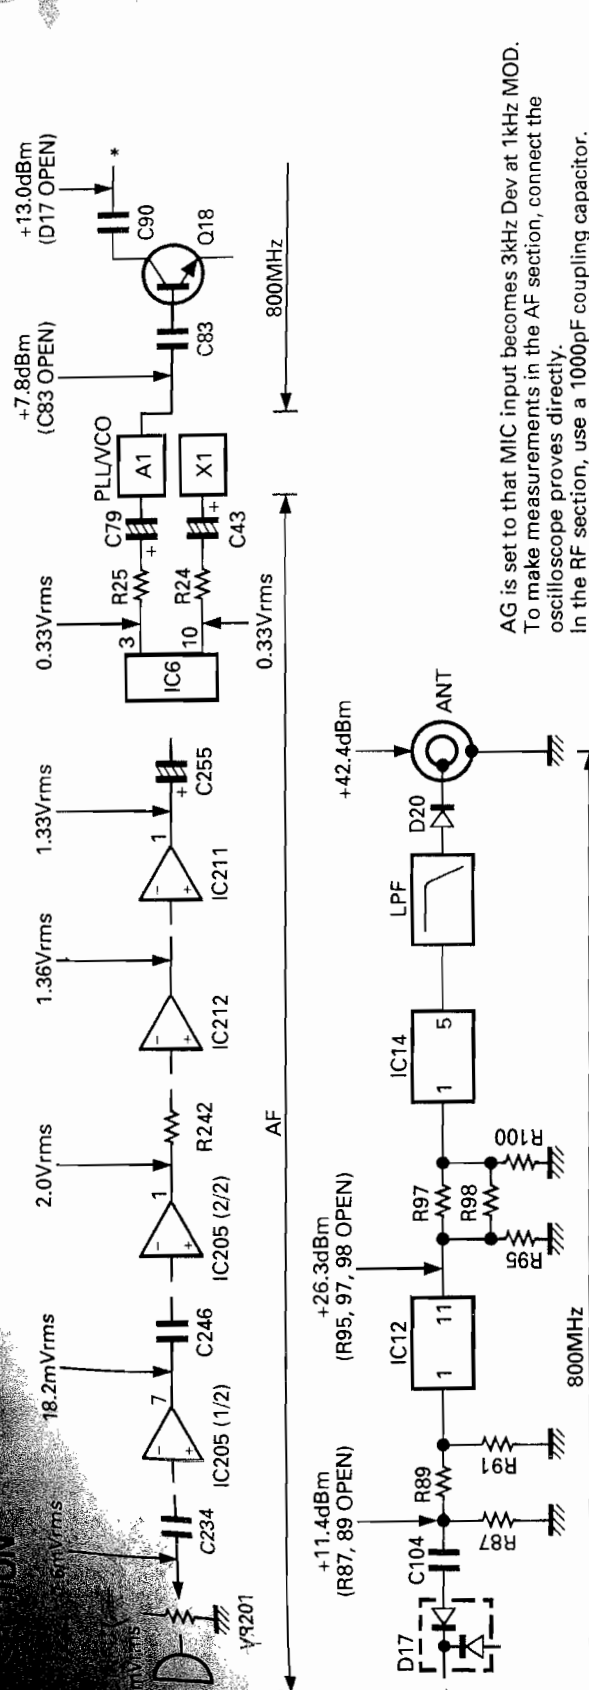 +13.0dBm
(D17 OPEN)
*
C90
Q18
+7.8dBm
(C83 OPEN)
C83
800MHz
PLL/VCO
A1
X1
C79
+
C43
+
R25
R24
0.33Vrms
3
10
0.33Vrms
IC6
C255
+
1.33Vrms
1
-
+
IC211
1.36Vrms
-
+
IC212
R242
2.0Vrms
1
-
+
IC205 (2/2)
AF
C246
18.2mVrms
7
-
+
IC205 (1/2)
C234
VR201
AG is set to that MIC input becomes 3kHz Dev at 1kHz MOD.
To make measurements in the AF section, connect the
oscilloscope proves directly.
In the RF section, use a 1000pF coupling capacitor.
ANT
+42.4dBm
D20
LPF
IC14
1
5
R97
R98
R100
R95
+26.3dBm
(R95, 97, 98 OPEN)
IC12
1
11
800MHz
R89
R91
R87
+11.4dBm
(R87, 89 OPEN)
C104
D17